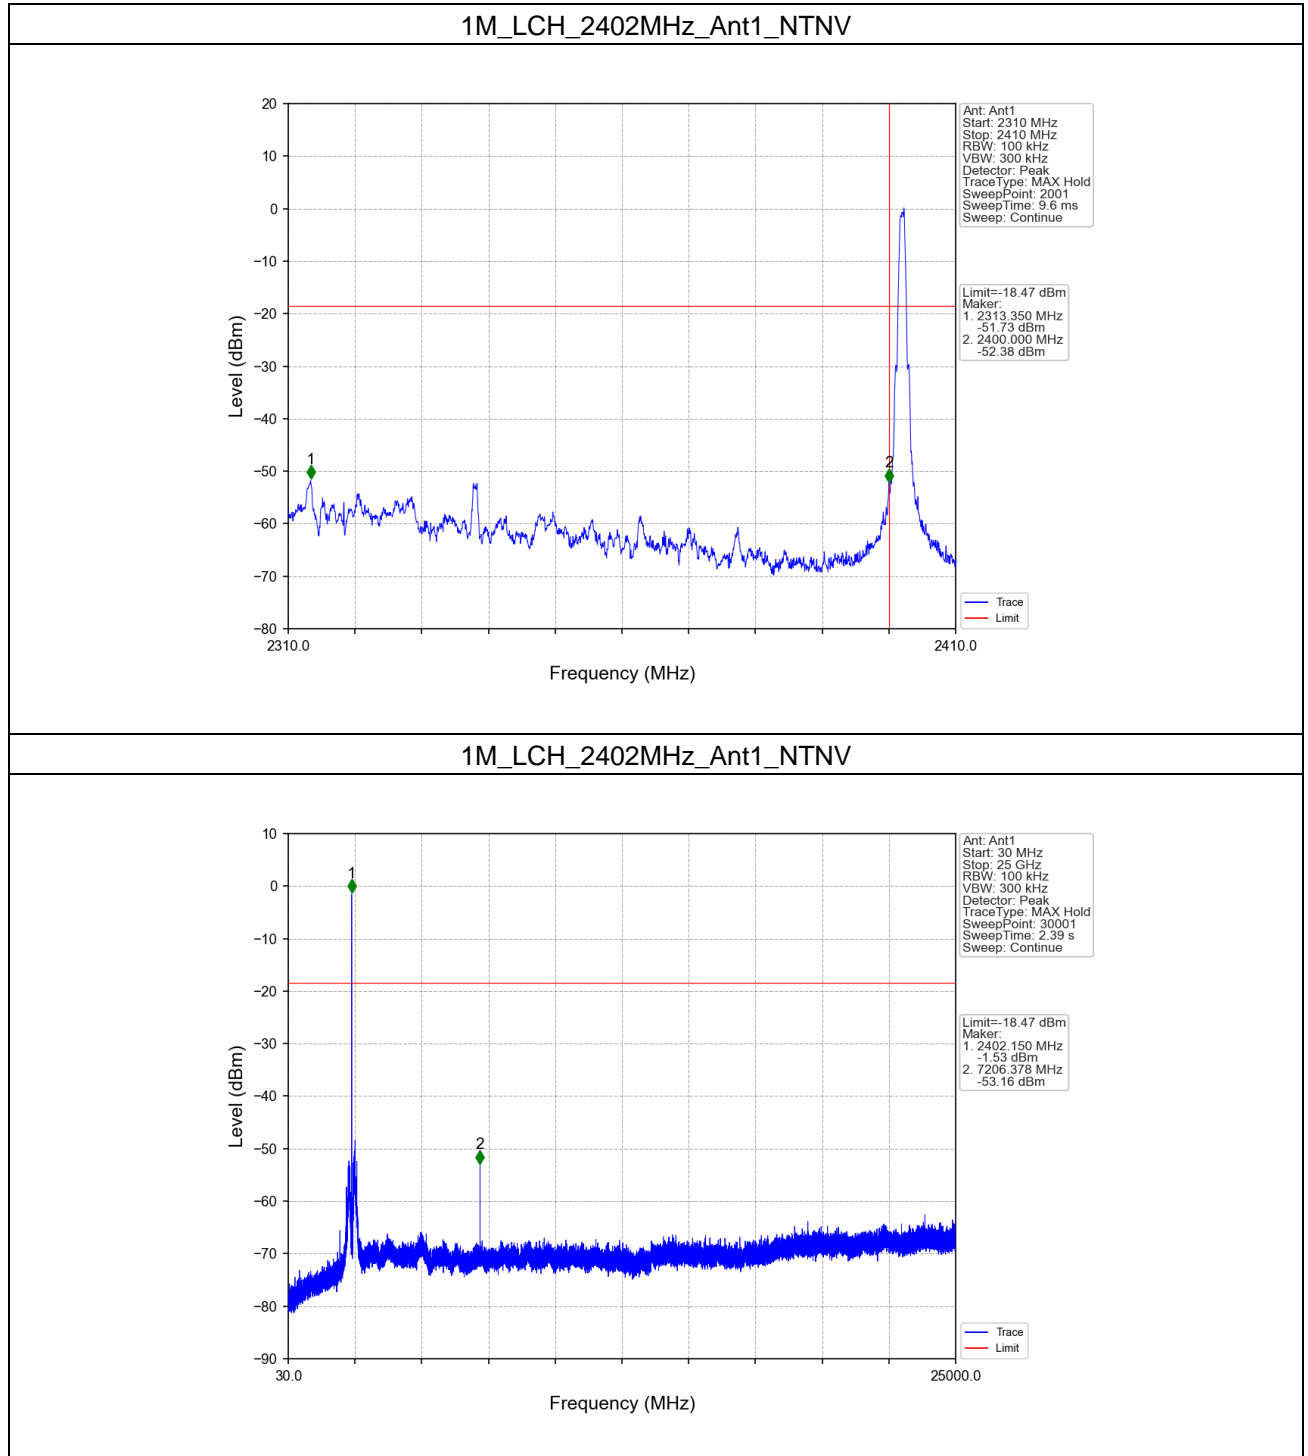 1M_LCH_2402MHz_Ant1_NTNV
20
10
0
−10
−20
−30
−40
−50
−60
−70
−80
Level (dBm)
1
2
2310.0
2410.0
Frequency (MHz)
Ant: Ant1
Start: 2310 MHz
Stop: 2410 MHz
RBW: 100 kHz
VBW: 300 kHz
Detector: Peak
TraceType: MAX Hold
SweepPoint: 2001
SweepTime: 9.6 ms
Sweep: Continue
Limit=-18.47 dBm
Maker:
1. 2313.350 MHz
-51.73 dBm
2. 2400.000 MHz
-52.38 dBm
Trace
Limit
1M_LCH_2402MHz_Ant1_NTNV
10
0
−10
−20
−30
−40
−50
−60
−70
−80
−90
Level (dBm)
1
2
30.0
25000.0
Frequency (MHz)
Ant: Ant1
Start: 30 MHz
Stop: 25 GHz
RBW: 100 kHz
VBW: 300 kHz
Detector: Peak
TraceType: MAX Hold
SweepPoint: 30001
SweepTime: 2.39 s
Sweep: Continue
Limit=-18.47 dBm
Maker:
1. 2402.150 MHz
-1.53 dBm
2. 7206.378 MHz
-53.16 dBm
Trace
Limit